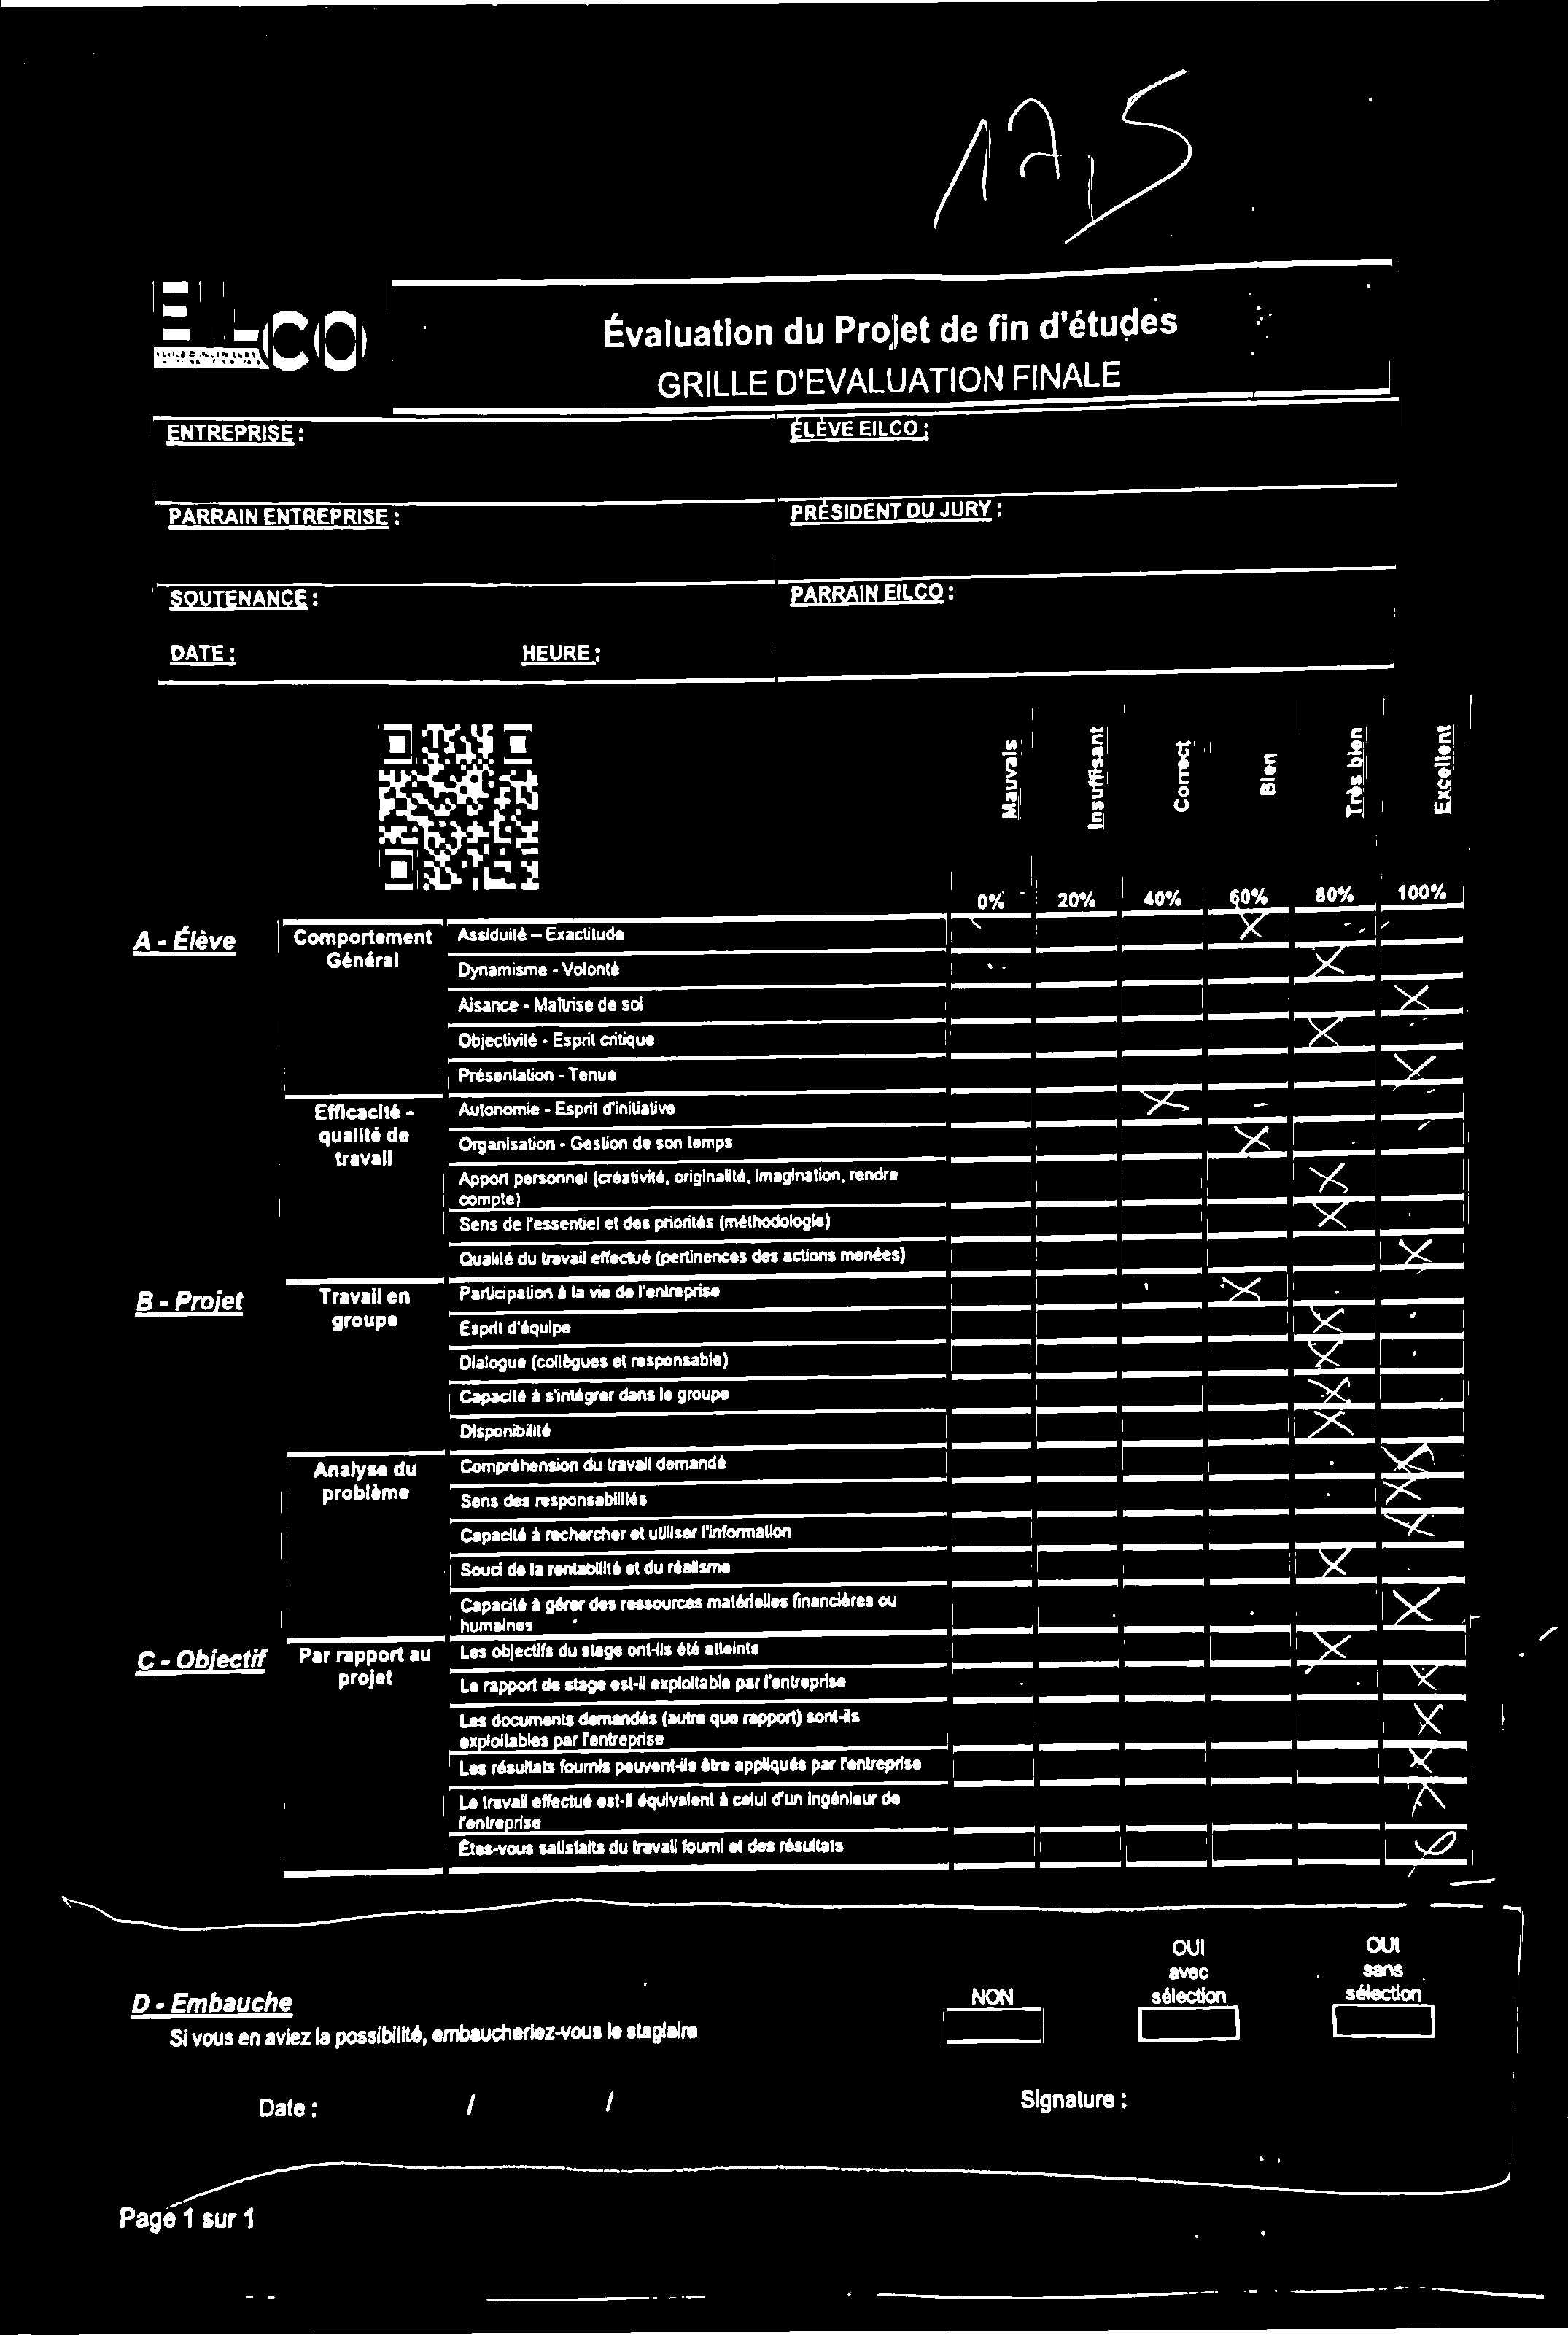 EILCO
Évaluation du Projet de fin d'études
GRILLE D'EVALUATION FINALE
ENTREPRISE :
ÉLÈVE EILCO :
PARRAIN ENTREPRISE :
PRÉSIDENT DU JURY :
SOUTENANCE :
PARRAIN EILCO :
DATE :
HEURE :
Mauvais
Insuffisant
Correct
Bien
Très bien
Excellent
0% 20% 40% 60% 80% 100%
A - Élève
Comportement
Général
Assiduité – Exactitude
Dynamisme - Volonté
Aisance - Maîtrise de soi
Objectivité - Esprit critique
Présentation - Tenue
Efficacité -
qualité de
travail
Autonomie - Esprit d'initiative
Organisation - Gestion de son temps
Apport personnel (créativité, originalité, imagination, rendre
compte)
Sens de l'essentiel et des priorités (méthodologie)
Qualité du travail effectué (pertinences des actions menées)
B - Projet
Travail en
groupe
Participation à la vie de l'entreprise
Esprit d'équipe
Dialogue (collègues et responsable)
Capacité à s'intégrer dans le groupe
Disponibilité
Analyse du
problème
Compréhension du travail demandé
Sens des responsabilités
Capacité à rechercher et utiliser l'information
Souci de la rentabilité et du réalisme
Capacité à gérer des ressources matérielles financières ou
humaines
C - Objectif
Par rapport au
projet
Les objectifs du stage ont-ils été atteints
Le rapport de stage est-il exploitable par l'entreprise
Les documents demandés (autre que rapport) sont-ils
exploitables par l'entreprise
Les résultats fournis peuvent-ils être appliqués par l'entreprise
Le travail effectué est-il équivalent à celui d'un ingénieur de
l'entreprise
Êtes-vous satisfaits du travail fourni et des résultats
D - Embauche
Si vous en aviez la possibilité, embaucheriez-vous le stagiaire
NON
OUI
avec
sélection
OUI
sans
sélection
Date : / /
Signature :
Page 1 sur 1